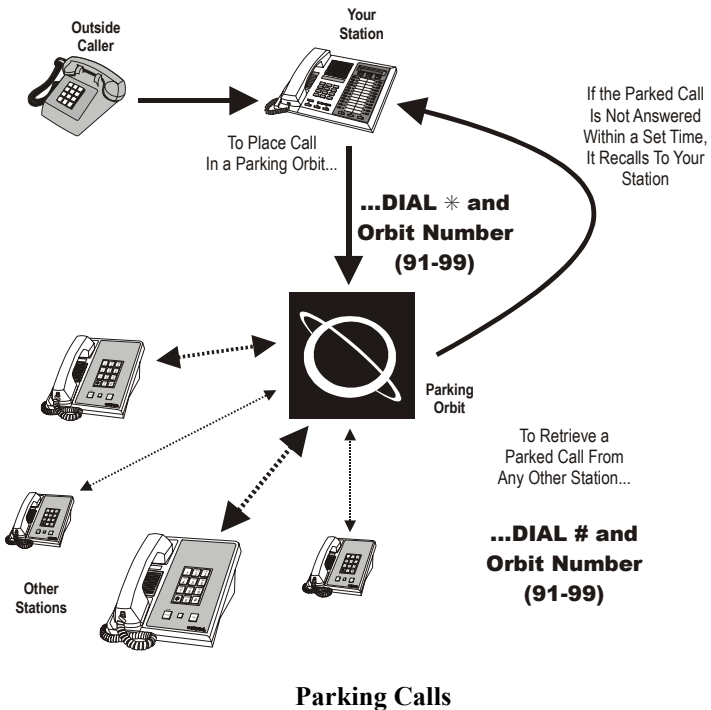 Outside
Caller
Your
Station
To Place Call
In a Parking Orbit...
If the Parked Call
Is Not Answered
Within a Set Time,
It Recalls To Your
Station
...DIAL ✳ and
Orbit Number
(91-99)
Parking
Orbit
To Retrieve a
Parked Call From
Any Other Station...
...DIAL # and
Orbit Number
(91-99)
Other
Stations
Parking Calls